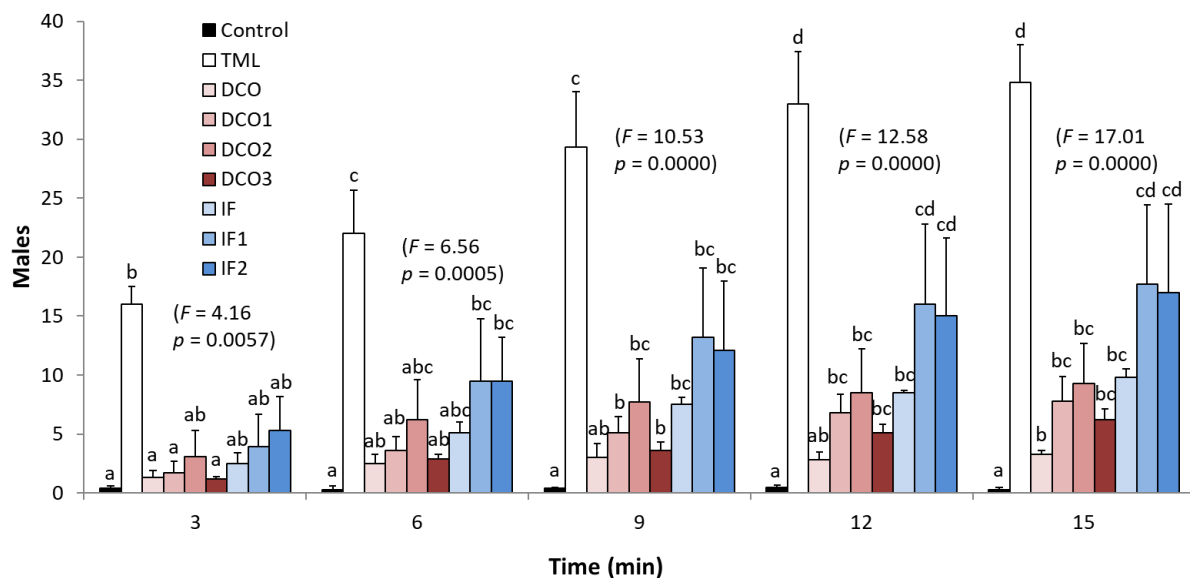 40
35
30
25
20
15
10
5
0
Males
Control
TML
DCO
DCO1
DCO2
DCO3
IF
IF1
IF2
(F = 4.16
p = 0.0057)
(F = 6.56
p = 0.0005)
(F = 10.53
p = 0.0000)
(F = 12.58
p = 0.0000)
(F = 17.01
p = 0.0000)
a b a a ab a ab ab ab
a c ab ab abc ab abc bc bc
a c ab b bc b bc bc bc
a d ab bc bc bc bc cd cd
a d b bc bc bc bc cd cd
3 6 9 12 15
Time (min)